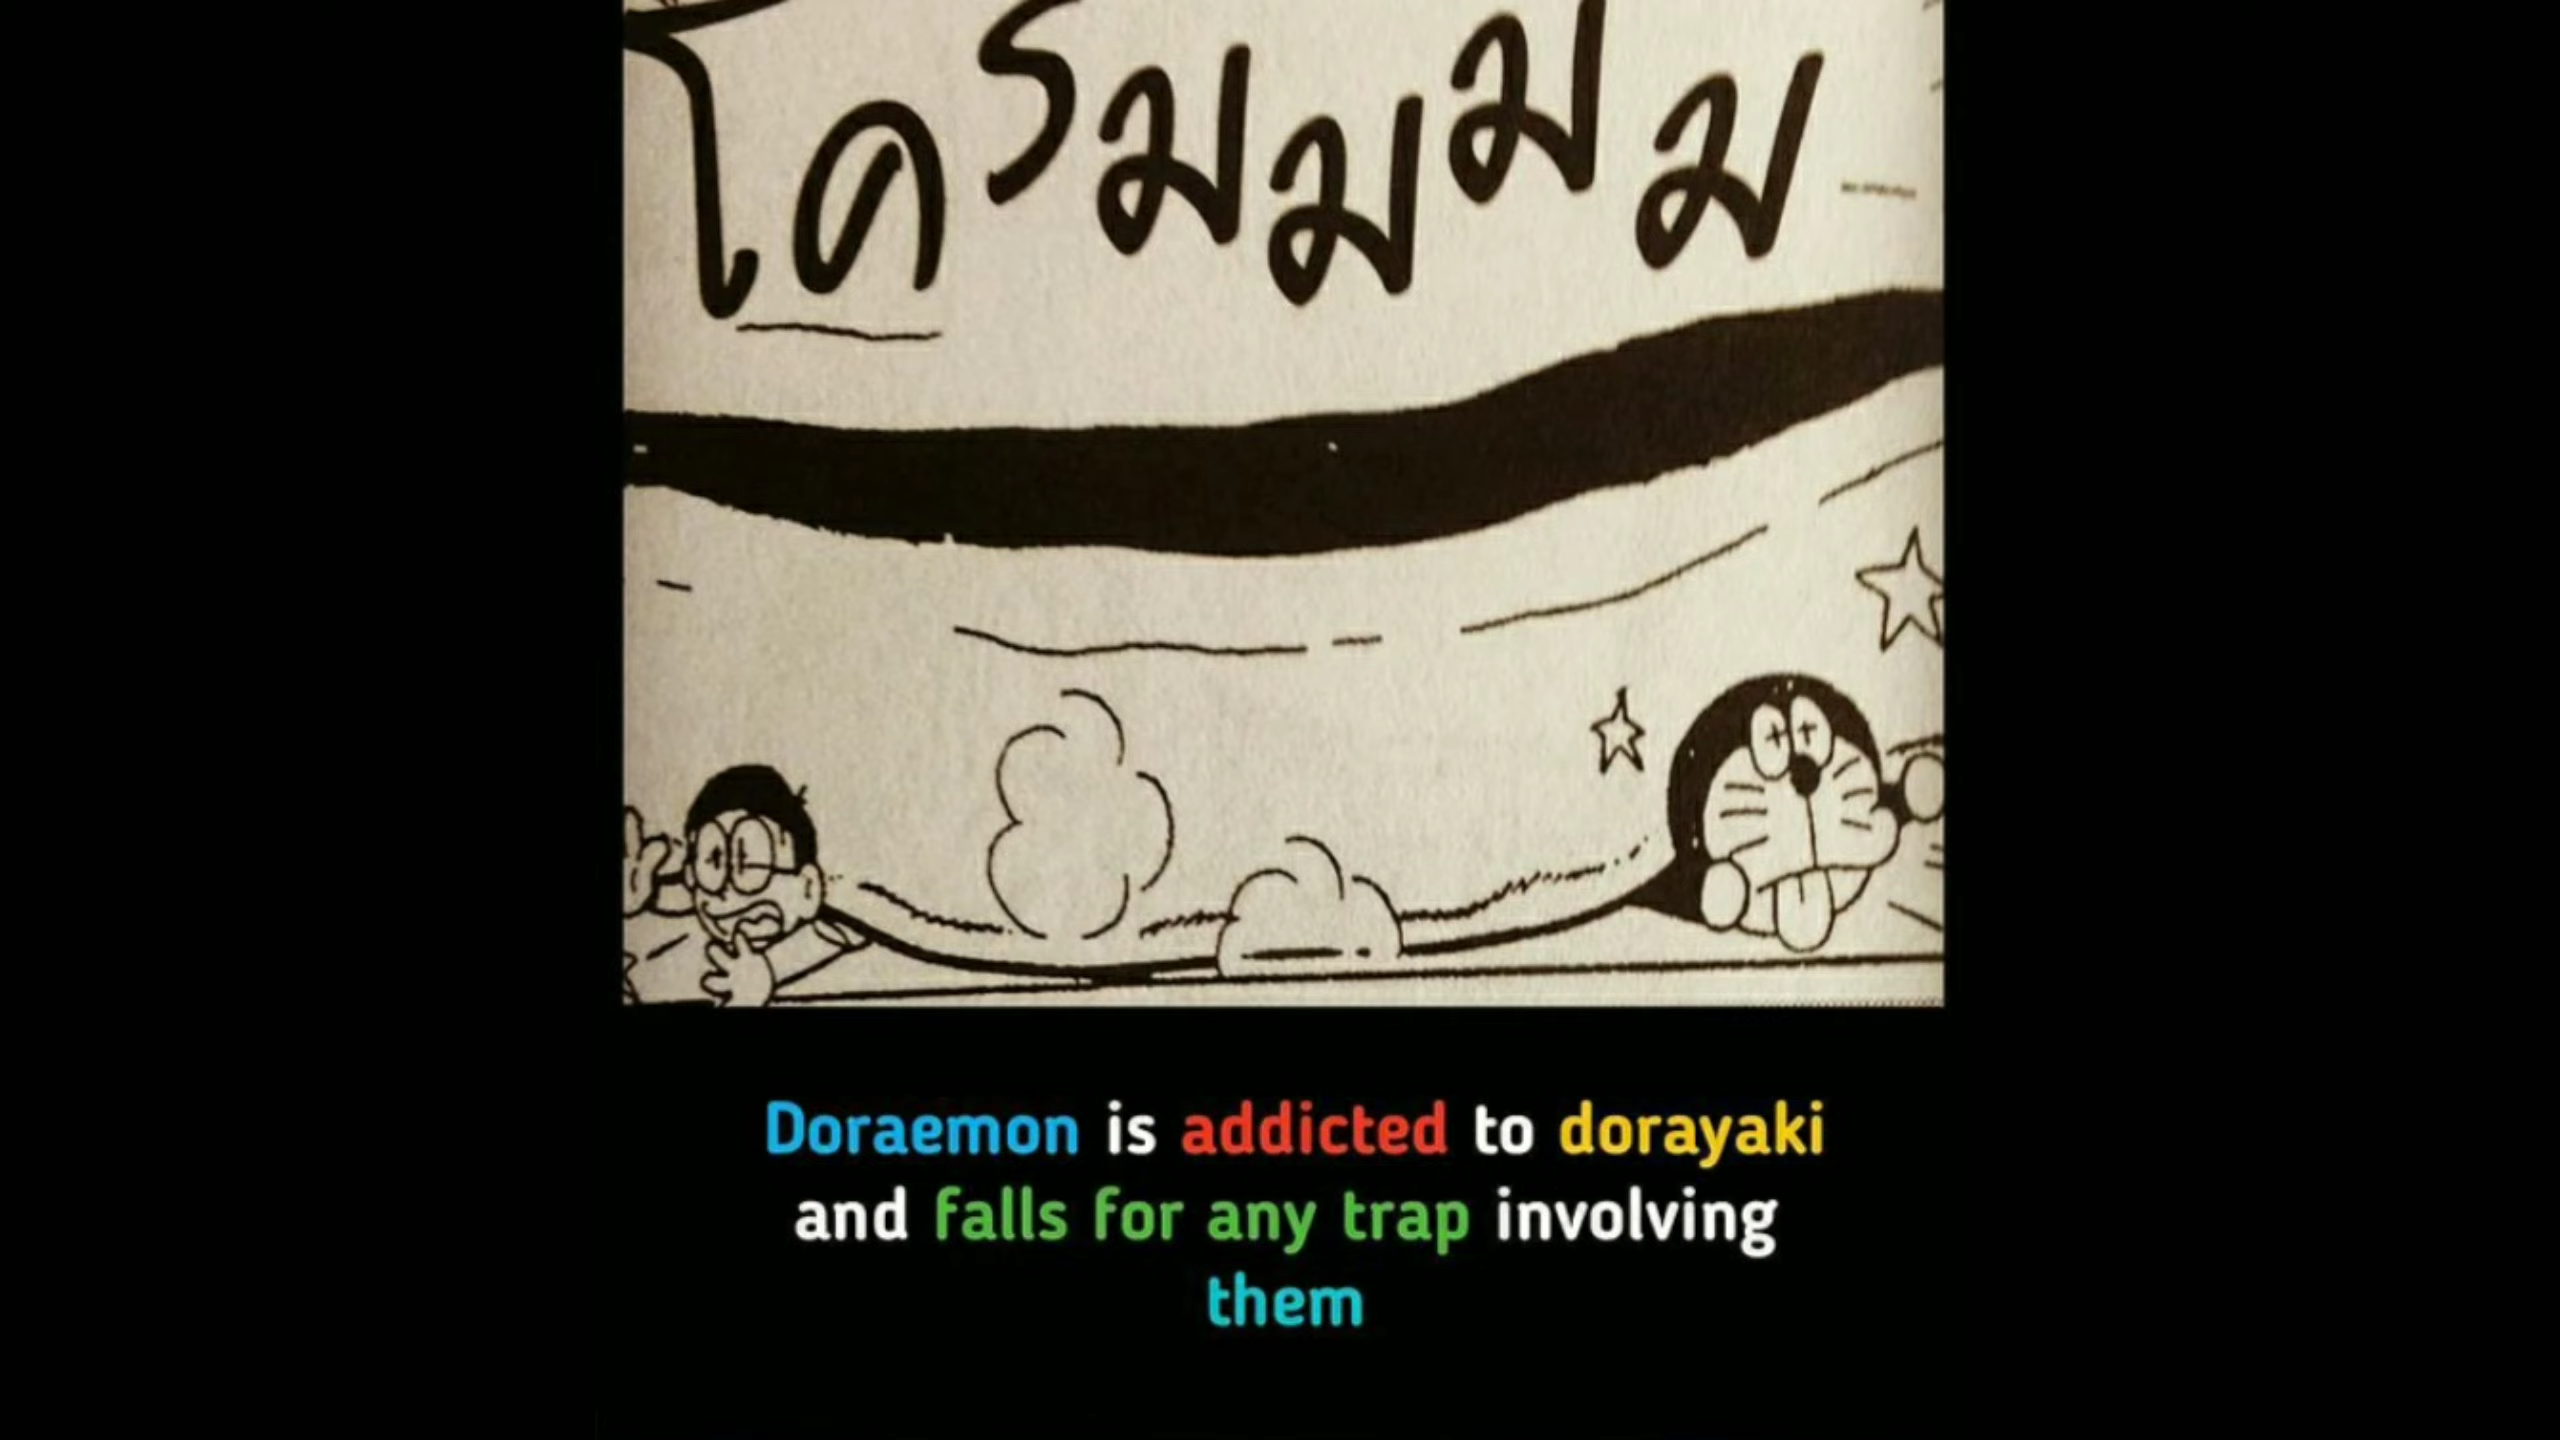 โครมมมม
Doraemon is addicted to dorayaki
and falls for any trap involving
them